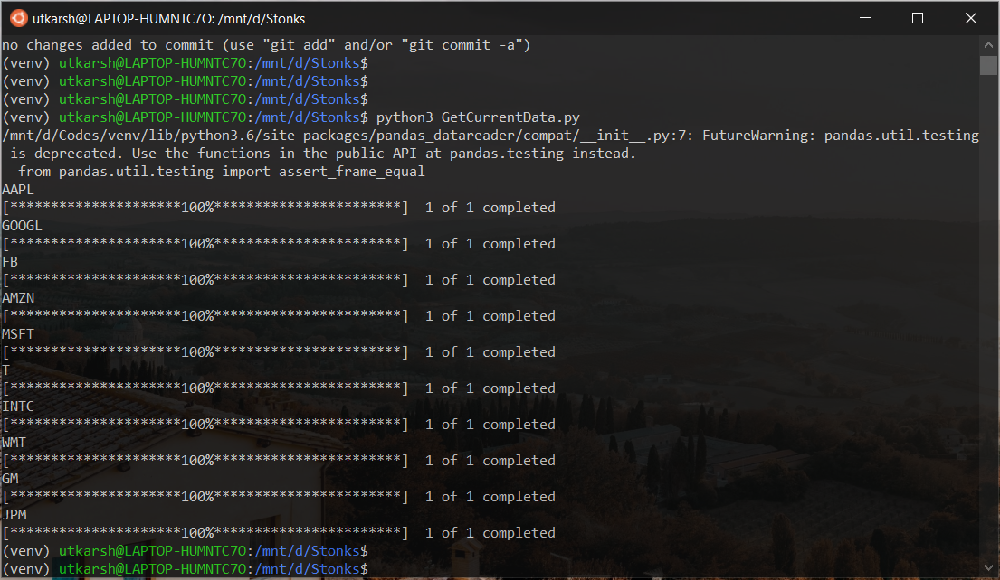 utkarsh@LAPTOP-HUMNTC7O: /mnt/d/Stonks
no changes added to commit (use "git add" and/or "git commit -a")
(venv) utkarsh@LAPTOP-HUMNTC7O:/mnt/d/Stonks$
(venv) utkarsh@LAPTOP-HUMNTC7O:/mnt/d/Stonks$
(venv) utkarsh@LAPTOP-HUMNTC7O:/mnt/d/Stonks$
(venv) utkarsh@LAPTOP-HUMNTC7O:/mnt/d/Stonks$ python3 GetCurrentData.py
/mnt/d/Codes/venv/lib/python3.6/site-packages/pandas_datareader/compat/__init__.py:7: FutureWarning: pandas.util.testing
 is deprecated. Use the functions in the public API at pandas.testing instead.
  from pandas.util.testing import assert_frame_equal
AAPL
[*********************100%***********************]  1 of 1 completed
GOOGL
[*********************100%***********************]  1 of 1 completed
FB
[*********************100%***********************]  1 of 1 completed
AMZN
[*********************100%***********************]  1 of 1 completed
MSFT
[*********************100%***********************]  1 of 1 completed
T
[*********************100%***********************]  1 of 1 completed
INTC
[*********************100%***********************]  1 of 1 completed
WMT
[*********************100%***********************]  1 of 1 completed
GM
[*********************100%***********************]  1 of 1 completed
JPM
[*********************100%***********************]  1 of 1 completed
(venv) utkarsh@LAPTOP-HUMNTC7O:/mnt/d/Stonks$
(venv) utkarsh@LAPTOP-HUMNTC7O:/mnt/d/Stonks$